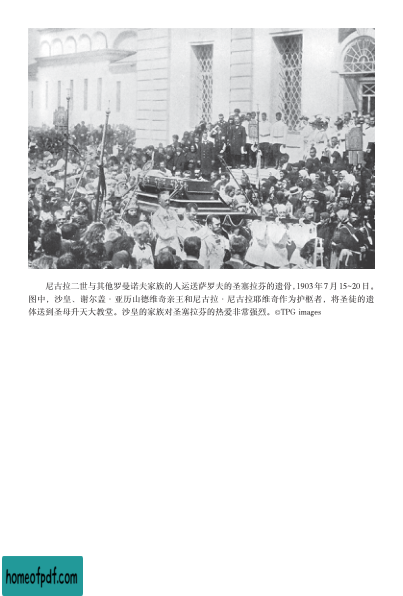 尼古拉二世与其他罗曼诺夫家族的人运送萨罗夫的圣塞拉芬的遗骨，1903年7月15~20日。
图中，沙皇，谢尔盖·亚历山德维奇亲王和尼古拉·尼古拉耶维奇作为护柩者，将圣徒的遗
体送到圣母升天大教堂。沙皇的家族对圣塞拉芬的热爱非常强烈。©TPG images
homeofpdf.com